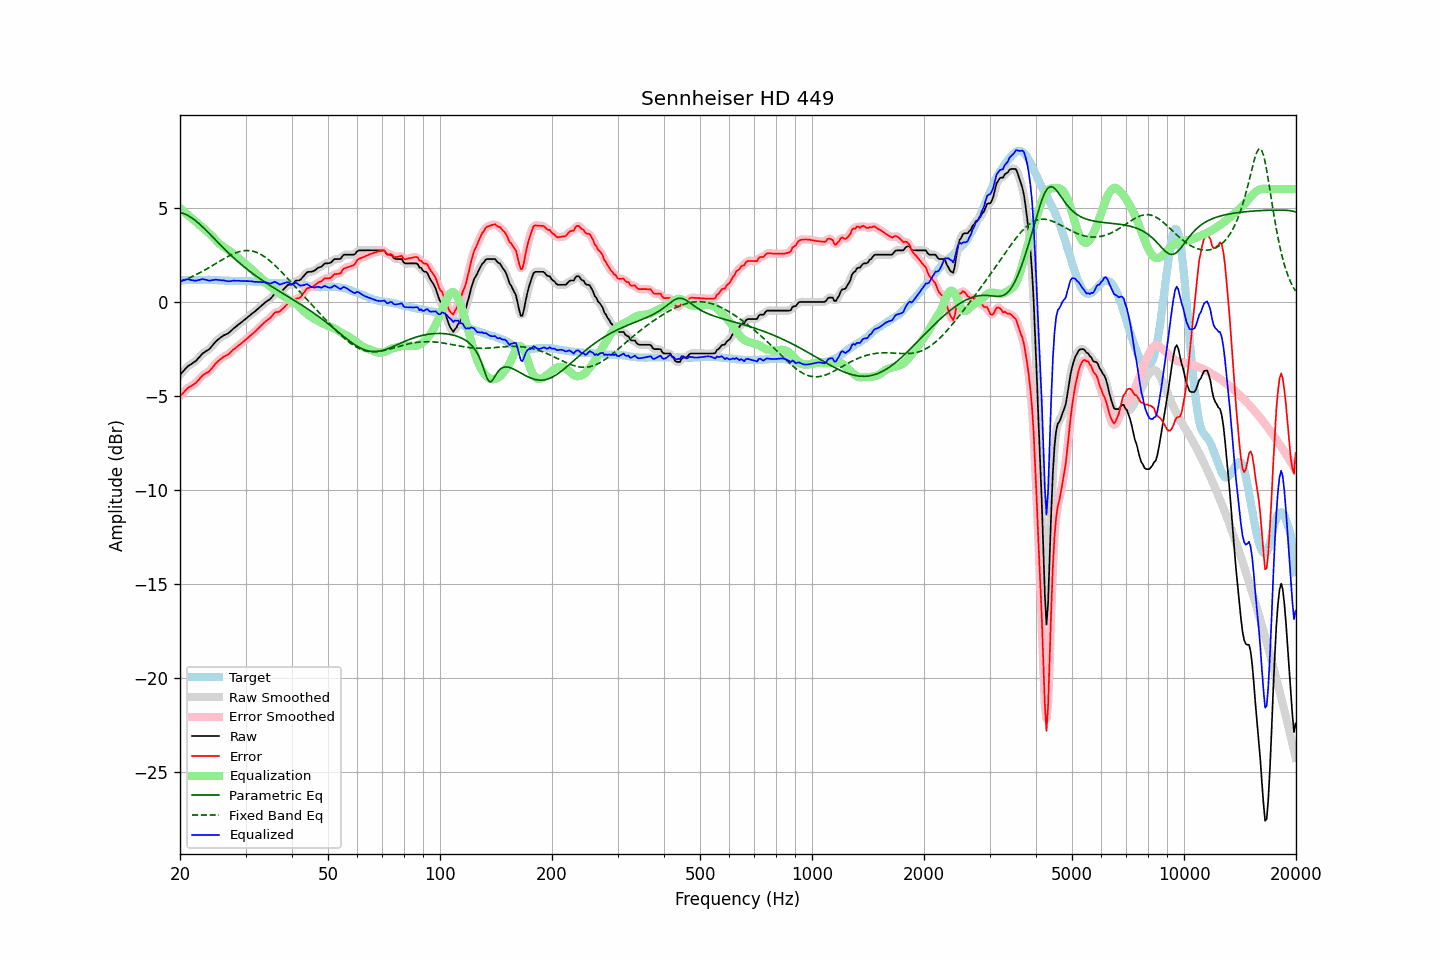 Sennheiser HD 449
Amplitude (dBr)
5
0
−5
−10
−15
−20
−25
Target
Raw Smoothed
Error Smoothed
Raw
Error
Equalization
Parametric Eq
Fixed Band Eq
Equalized
20 50 100 200 500 1000 2000 5000 10000 20000
Frequency (Hz)